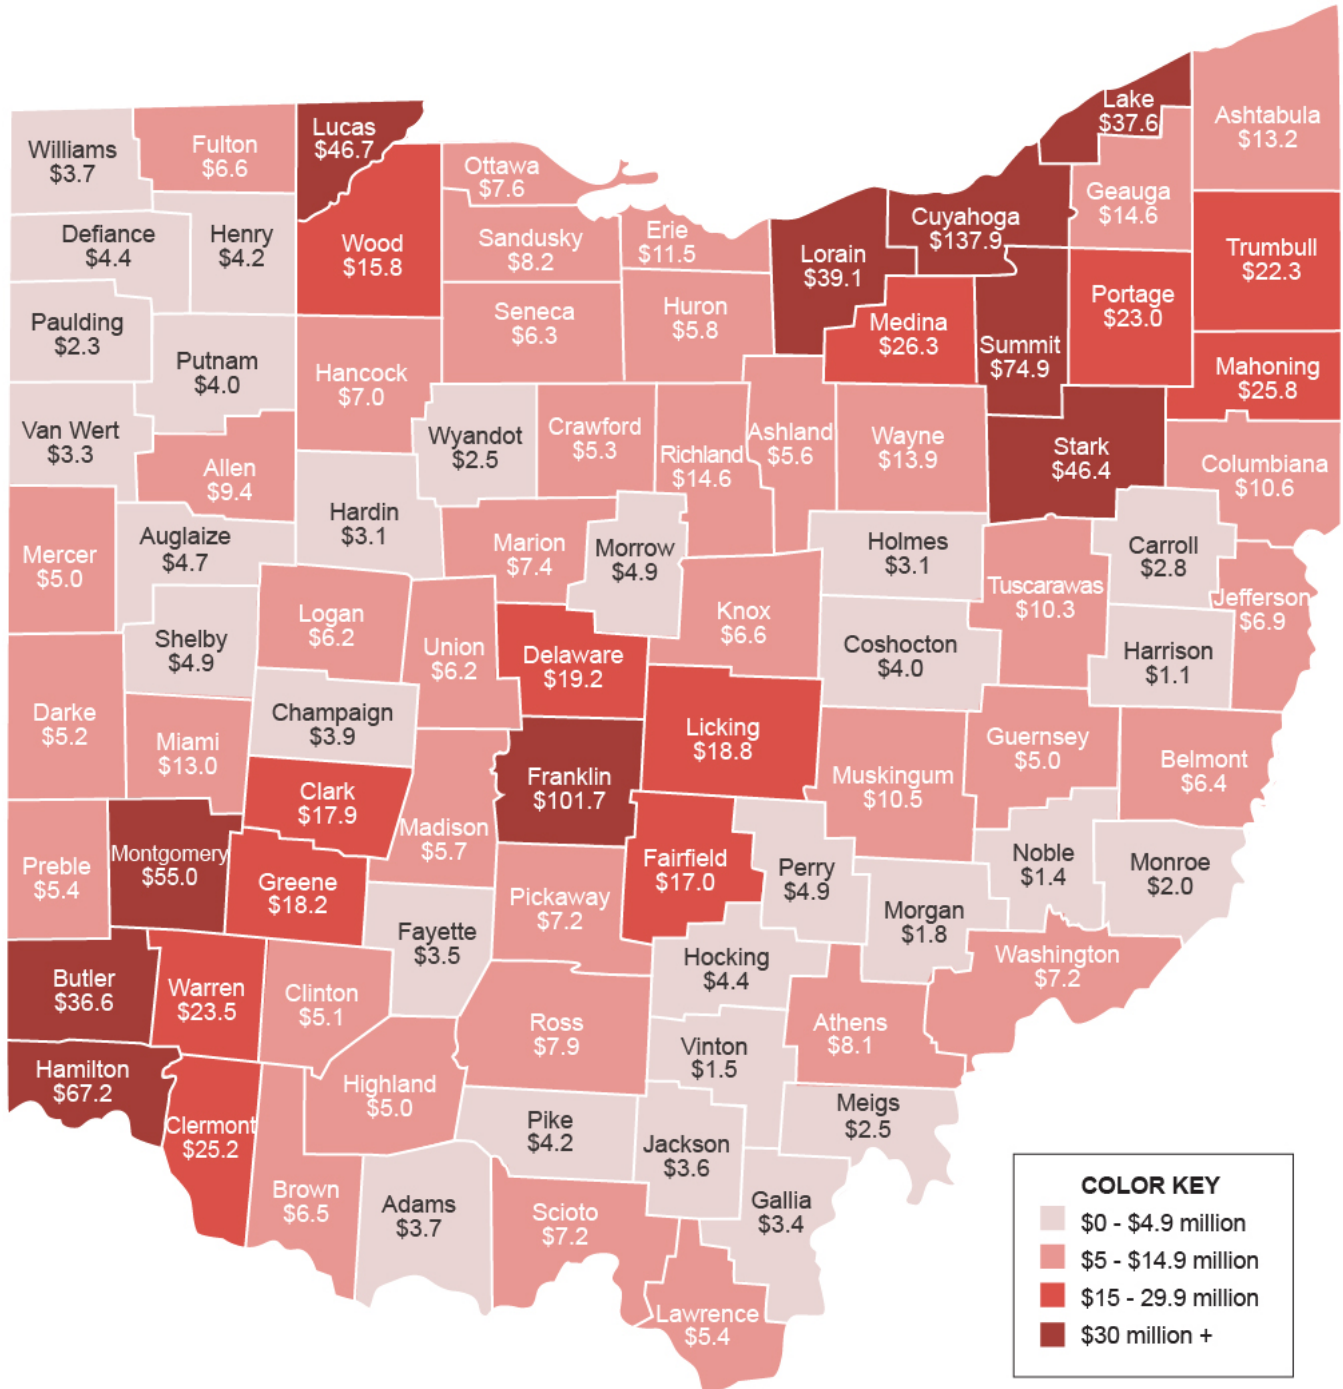 Lake
$37.6
Ashtabula
$13.2
Lucas
$46.7
Williams
$3.7
Fulton
$6.6
Ottawa
$7.6
Geauga
$14.6
Cuyahoga
$137.9
Defiance
$4.4
Henry
$4.2
Wood
$15.8
Sandusky
$8.2
Erie
$11.5
Lorain
$39.1
Trumbull
$22.3
Portage
$23.0
Paulding
$2.3
Seneca
$6.3
Huron
$5.8
Medina
$26.3
Summit
$74.9
Putnam
$4.0
Hancock
$7.0
Mahoning
$25.8
Van Wert
$3.3
Wyandot
$2.5
Crawford
$5.3
Richland
$14.6
Ashland
$5.6
Wayne
$13.9
Stark
$46.4
Columbiana
$10.6
Allen
$9.4
Hardin
$3.1
Auglaize
$4.7
Mercer
$5.0
Marion
$7.4
Morrow
$4.9
Holmes
$3.1
Carroll
$2.8
Tuscarawas
$10.3
Jefferson
$6.9
Logan
$6.2
Knox
$6.6
Shelby
$4.9
Union
$6.2
Delaware
$19.2
Coshocton
$4.0
Harrison
$1.1
Darke
$5.2
Champaign
$3.9
Miami
$13.0
Licking
$18.8
Guernsey
$5.0
Belmont
$6.4
Franklin
$101.7
Muskingum
$10.5
Clark
$17.9
Madison
$5.7
Preble
$5.4
Montgomery
$55.0
Greene
$18.2
Fairfield
$17.0
Perry
$4.9
Noble
$1.4
Monroe
$2.0
Pickaway
$7.2
Morgan
$1.8
Fayette
$3.5
Hocking
$4.4
Washington
$7.2
Butler
$36.6
Warren
$23.5
Clinton
$5.1
Ross
$7.9
Athens
$8.1
Vinton
$1.5
Hamilton
$67.2
Highland
$5.0
Meigs
$2.5
Clermont
$25.2
Pike
$4.2
Jackson
$3.6
Brown
$6.5
Adams
$3.7
Scioto
$7.2
Gallia
$3.4
Lawrence
$5.4
COLOR KEY
$0 - $4.9 million
$5 - $14.9 million
$15 - 29.9 million
$30 million +